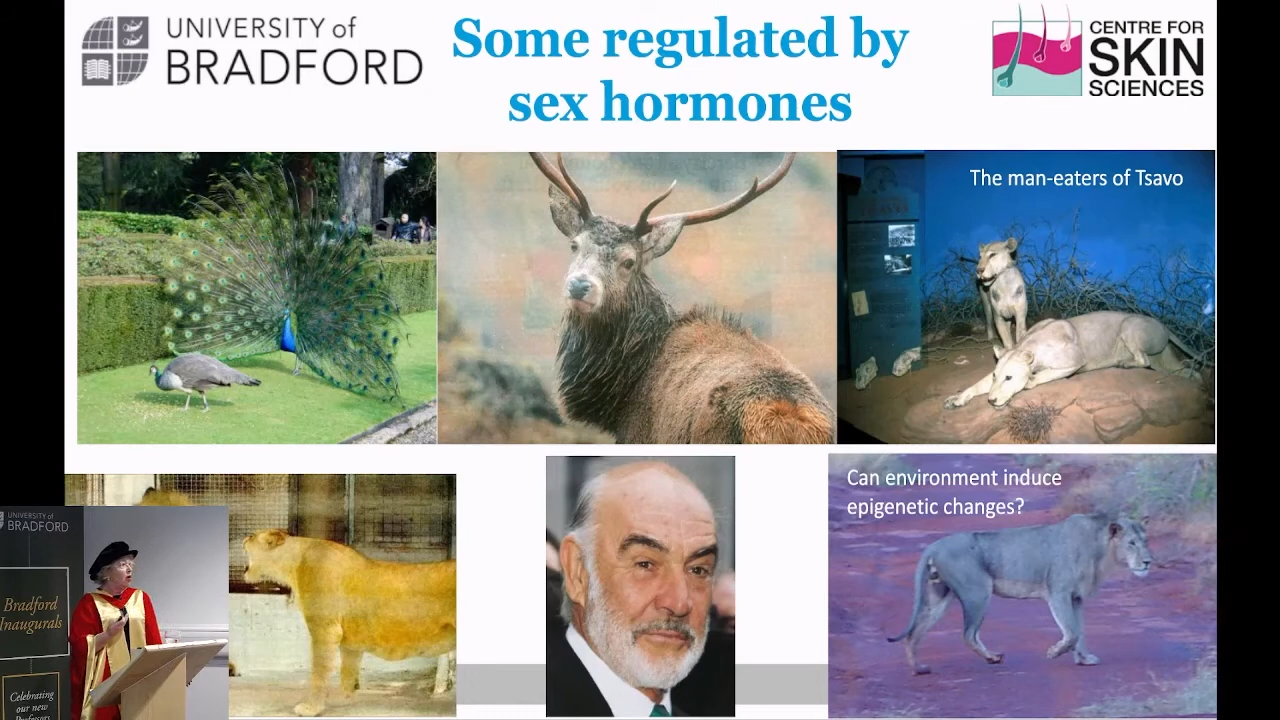 UNIVERSITY of
BRADFORD
Some regulated by
sex hormones
CENTRE FOR
SKIN
SCIENCES
The man-eaters of Tsavo
Can environment induce
epigenetic changes?
UNIVERSITY of
BRADFORD
Bradford
Inaugurals
Celebrating
our new